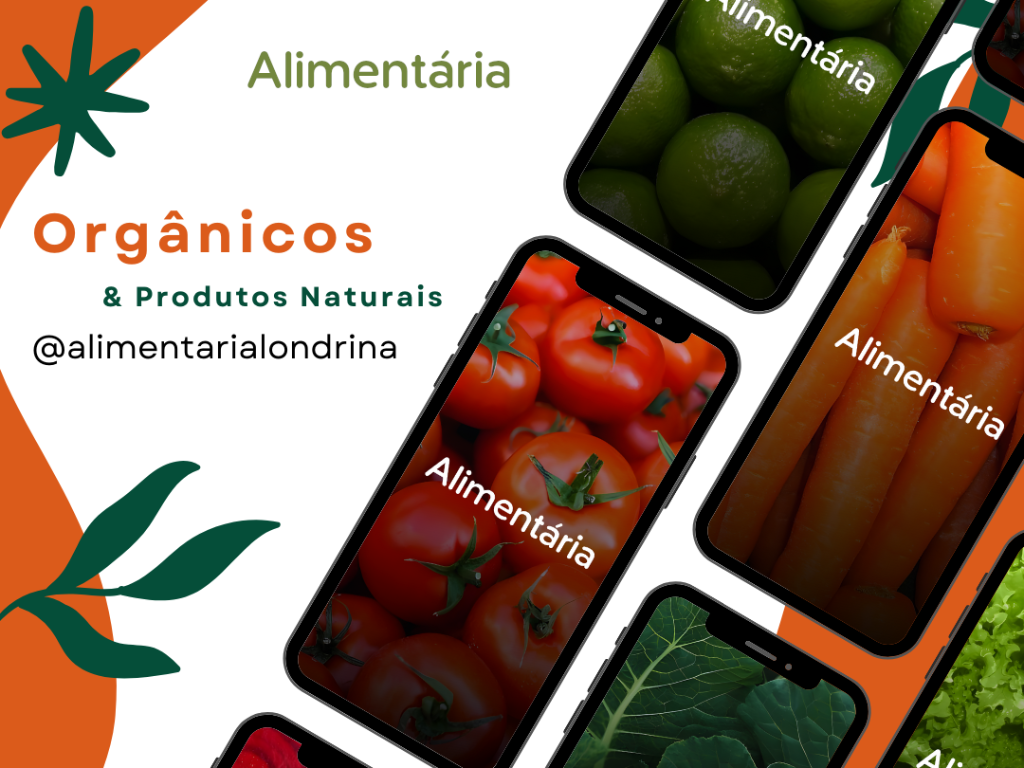 Alimentária
Alimentária
Orgânicos
& Produtos Naturais
@alimentarialondrina
Alimentária
Alimentária